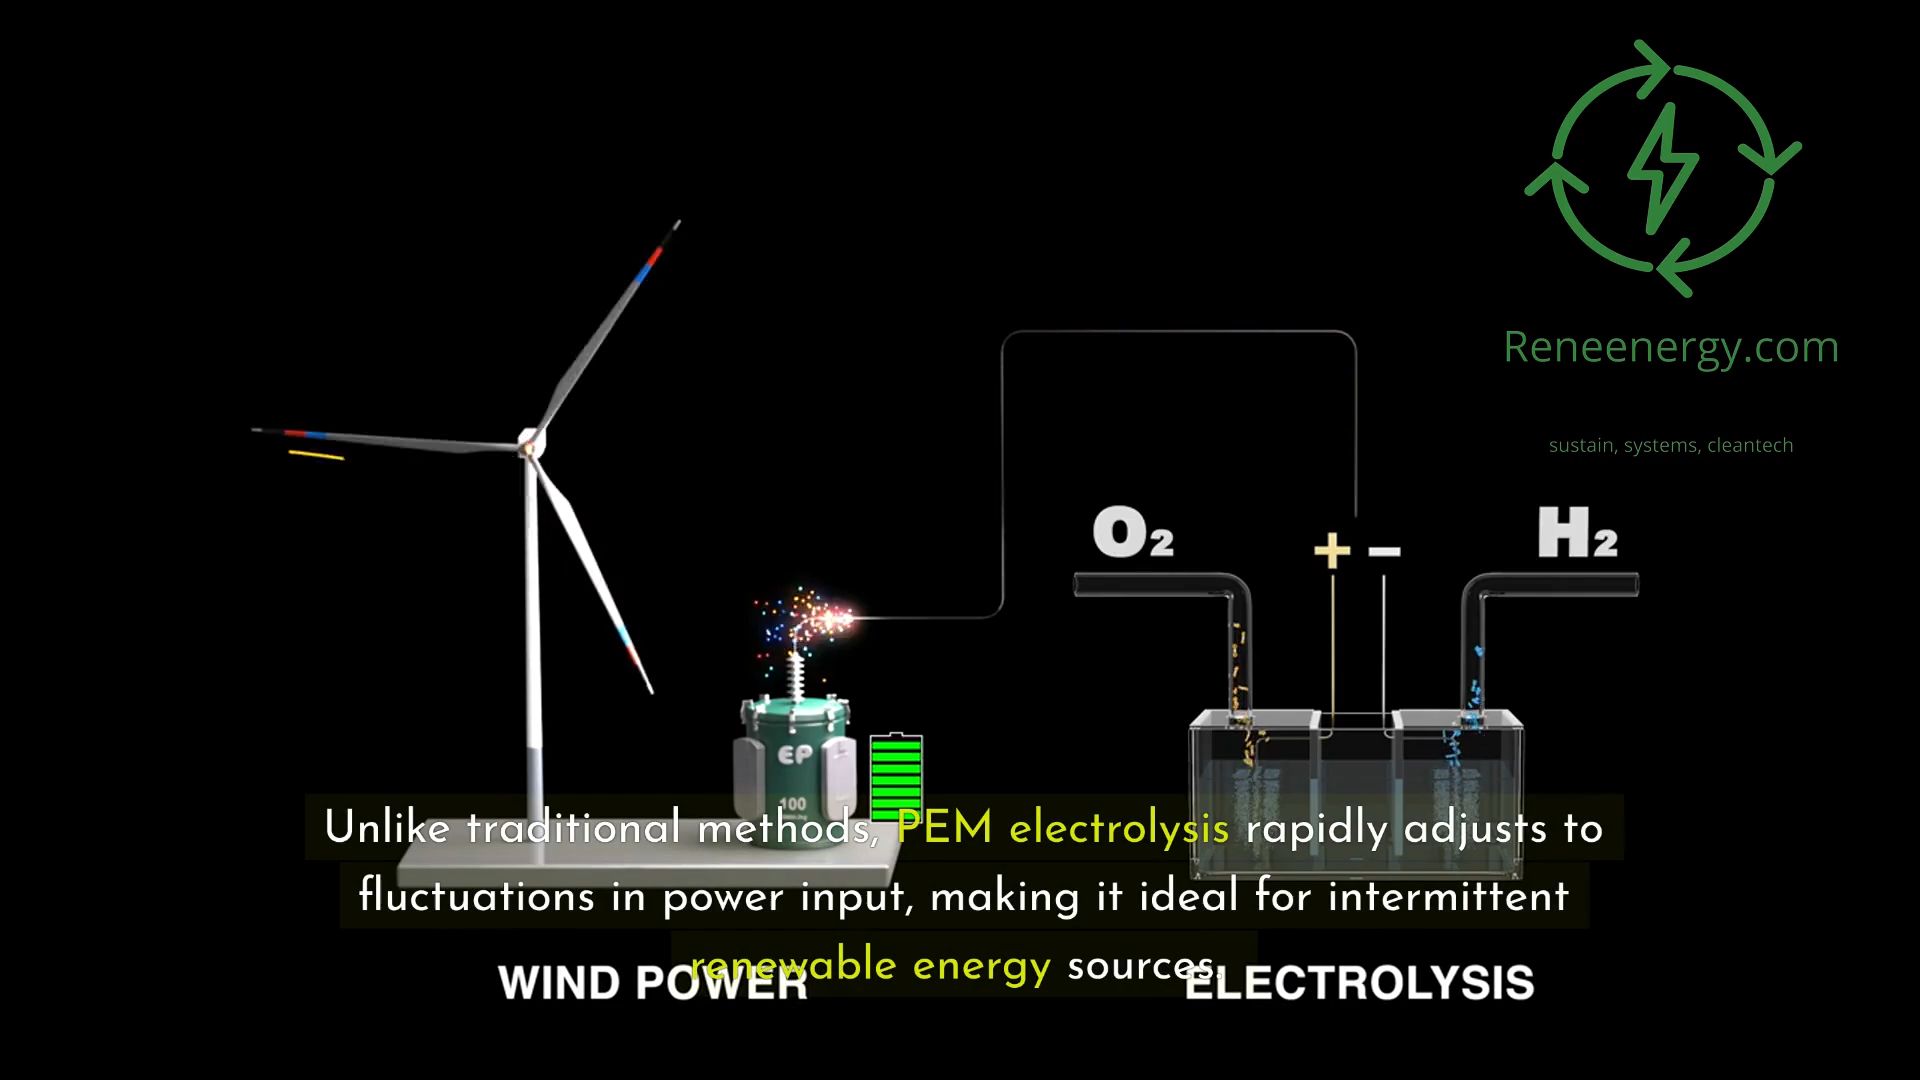 Reneenergy.com
sustain, systems, cleantech
O₂
+ −
H₂
EP
100
Unlike traditional methods, PEM electrolysis rapidly adjusts to
fluctuations in power input, making it ideal for intermittent
renewable energy sources.
WIND POWER
ELECTROLYSIS